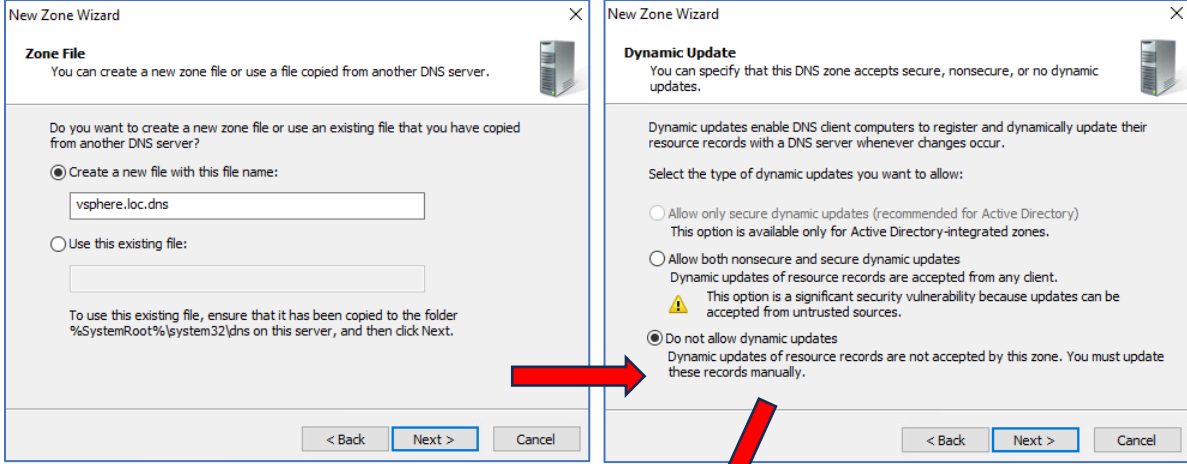 New Zone Wizard
Zone File
You can create a new zone file or use a file copied from another DNS server.
Do you want to create a new zone file or use an existing file that you have copied
from another DNS server?
Create a new file with this file name:
vsphere.loc.dns
Use this existing file:
To use this existing file, ensure that it has been copied to the folder
%SystemRoot%\system32\dns on this server, and then click Next.
< Back
Next >
Cancel
New Zone Wizard
Dynamic Update
You can specify that this DNS zone accepts secure, nonsecure, or no dynamic
updates.
Dynamic updates enable DNS client computers to register and dynamically update their
resource records with a DNS server whenever changes occur.
Select the type of dynamic updates you want to allow:
Allow only secure dynamic updates (recommended for Active Directory)
This option is available only for Active Directory-integrated zones.
Allow both nonsecure and secure dynamic updates
Dynamic updates of resource records are accepted from any client.
This option is a significant security vulnerability because updates can be
accepted from untrusted sources.
Do not allow dynamic updates
Dynamic updates of resource records are not accepted by this zone. You must update
these records manually.
< Back
Next >
Cancel